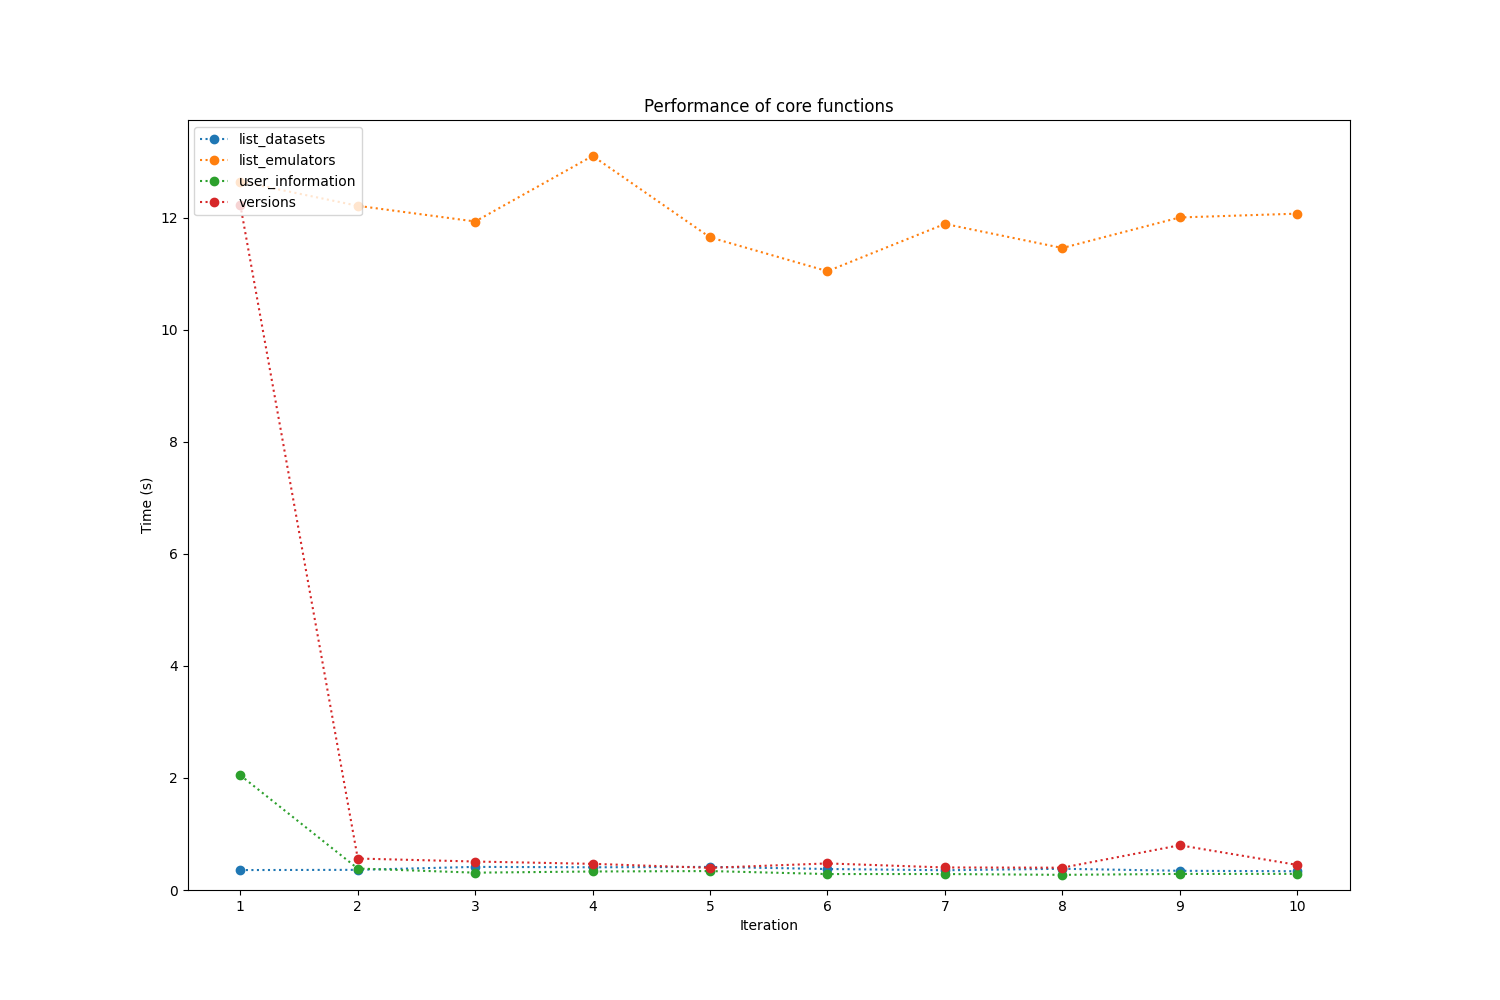 Performance of core functions
list_datasets
list_emulators
user_information
versions
12
10
8
6
4
2
0
Time (s)
1 2 3 4 5 6 7 8 9 10
Iteration